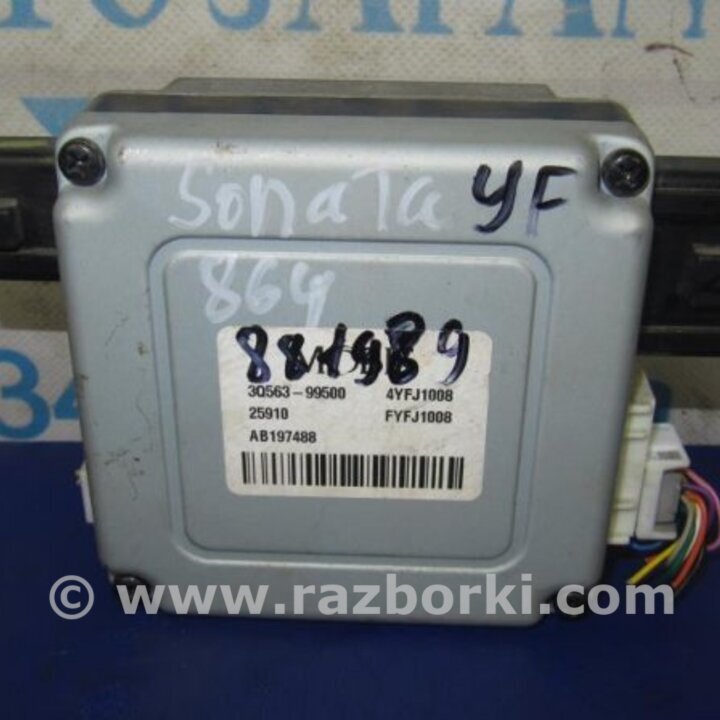 Sonata YF
864
881989
3Q563-99500 4YFJ1008
25910 FYFJ1008
AB197488
© www.razborki.com